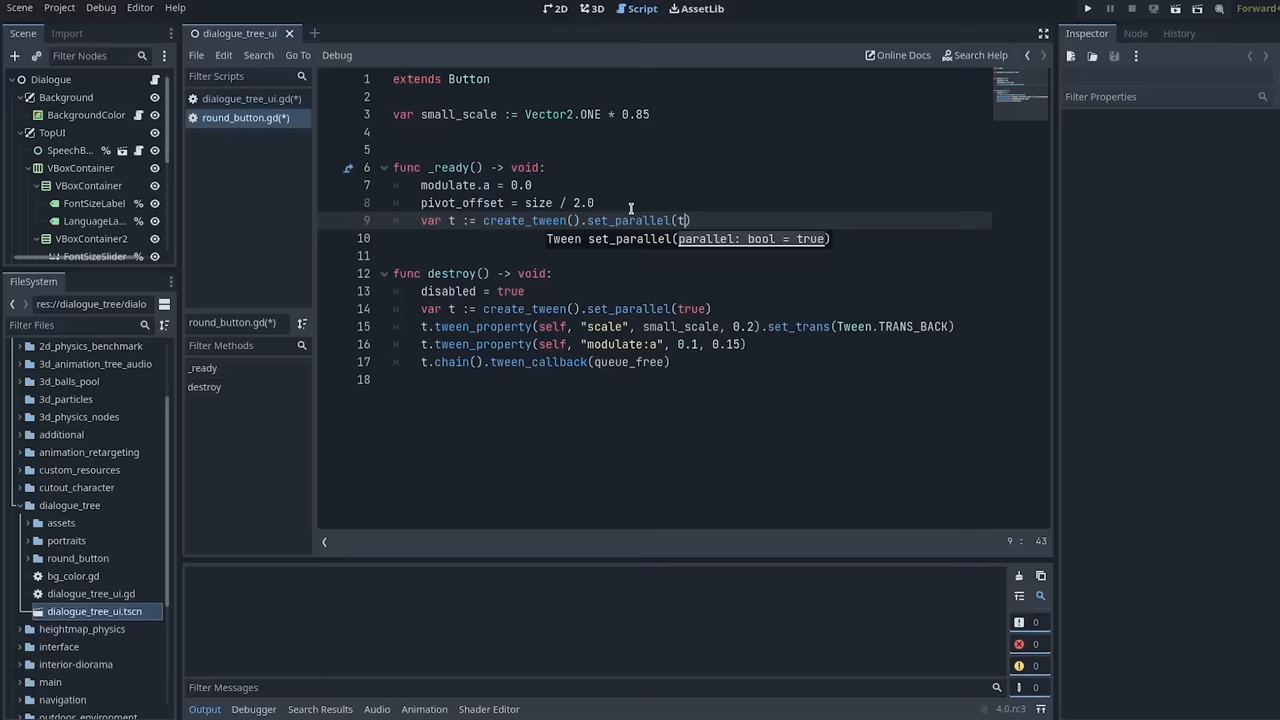 Scene Project Debug Editor Help
2D 3D Script AssetLib
Forward+
Scene Import
Filter Nodes
Dialogue
Background
BackgroundColor
TopUI
SpeechB... %
VBoxContainer
VBoxContainer
FontSizeLabel %
LanguageLa... %
VBoxContainer2
FontSizeSlider %
FileSystem
res://dialogue_tree/dialo
Filter Files
2d_physics_benchmark
3d_animation_tree_audio
3d_balls_pool
3d_particles
3d_physics_nodes
additional
animation_retargeting
custom_resources
cutout_character
dialogue_tree
assets
portraits
round_button
bg_color.gd
dialogue_tree_ui.gd
dialogue_tree_ui.tscn
heightmap_physics
interface
interior-diorama
main
navigation
outdoor_environment
dialogue_tree_ui
File Edit Search Go To Debug
Online Docs Search Help
Filter Scripts
dialogue_tree_ui.gd(*)
round_button.gd(*)
round_button.gd(*)
Filter Methods
_ready
destroy
1 extends Button
2
3 var small_scale := Vector2.ONE * 0.85
4
5
6 func _ready() -> void:
7 modulate.a = 0.0
8 pivot_offset = size / 2.0
9 var t := create_tween().set_parallel(t)
10 Tween set_parallel(parallel: bool = true)
11
12 func destroy() -> void:
13 disabled = true
14 var t := create_tween().set_parallel(true)
15 t.tween_property(self, "scale", small_scale, 0.2).set_trans(Tween.TRANS_BACK)
16 t.tween_property(self, "modulate:a", 0.1, 0.15)
17 t.chain().tween_callback(queue_free)
18
9 : 43
0
0
0
0
Filter Messages
Output Debugger Search Results Audio Animation Shader Editor
4.0.rc3
Inspector Node History
Filter Properties